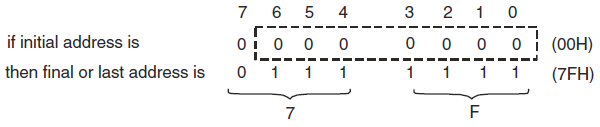 7 6 5 4 3 2 1 0
if initial address is 0 0 0 0 0 0 0 0 (00H)
then final or last address is 0 1 1 1 1 1 1 1 (7FH)
7 F